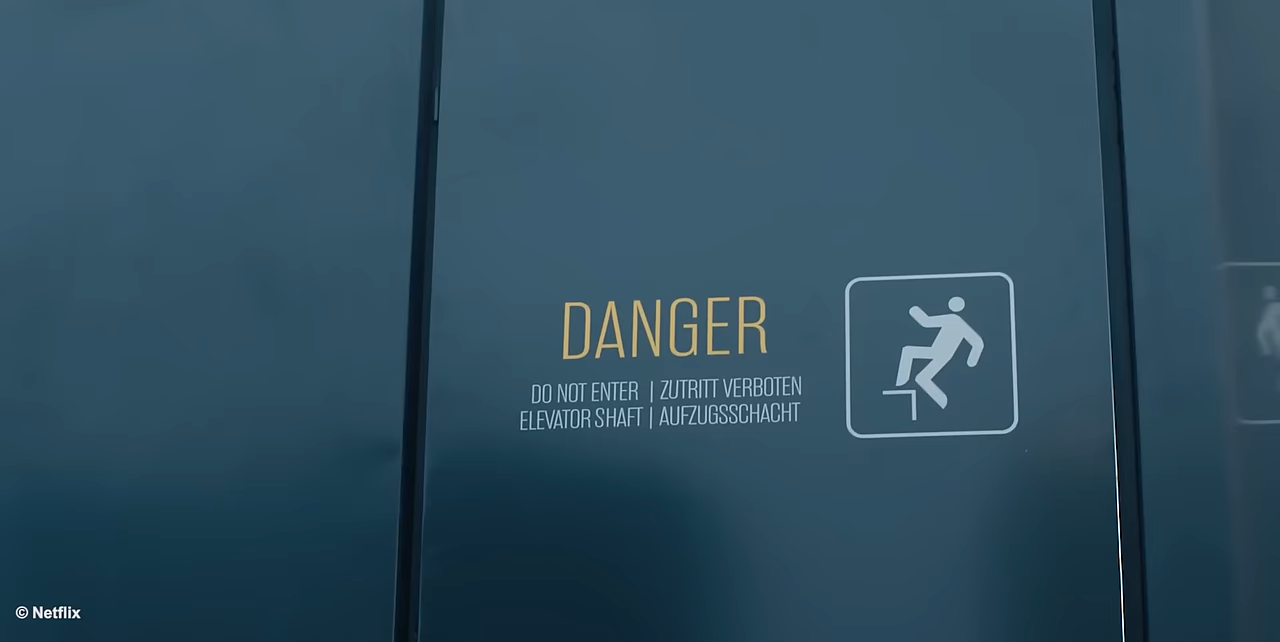 DANGER
DO NOT ENTER | ZUTRITT VERBOTEN
ELEVATOR SHAFT | AUFZUGSSCHACHT
© Netflix